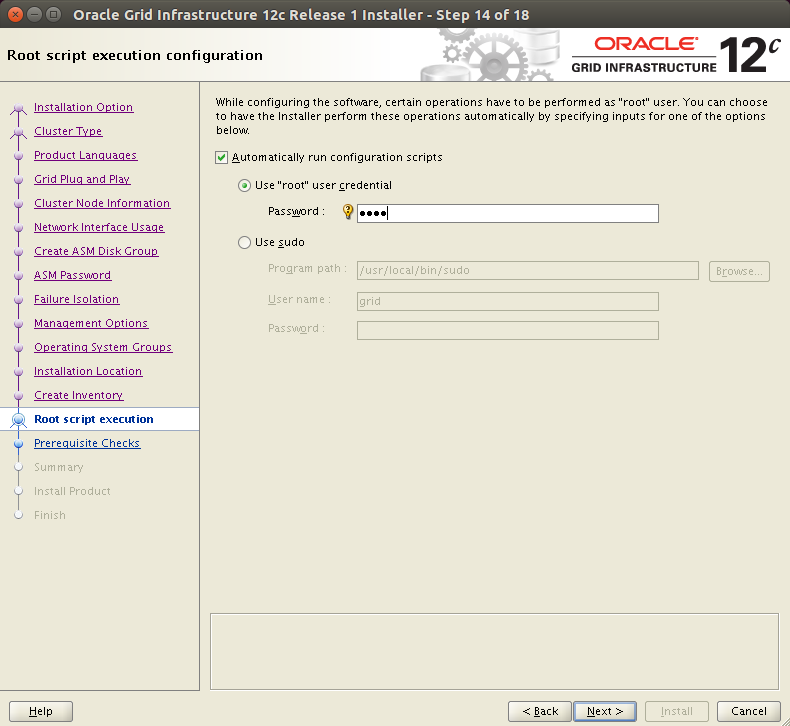 Oracle Grid Infrastructure 12c Release 1 Installer - Step 14 of 18
Root script execution configuration
ORACLE
GRID INFRASTRUCTURE 12c
Installation Option
Cluster Type
Product Languages
Grid Plug and Play
Cluster Node Information
Network Interface Usage
Create ASM Disk Group
ASM Password
Failure Isolation
Management Options
Operating System Groups
Installation Location
Create Inventory
Root script execution
Prerequisite Checks
Summary
Install Product
Finish
While configuring the software, certain operations have to be performed as "root" user. You can choose
to have the Installer perform these operations automatically by specifying inputs for one of the options
below.
Automatically run configuration scripts
Use "root" user credential
Password : ●●●●
Use sudo
Program path : /usr/local/bin/sudo Browse...
User name : grid
Password :
Help < Back Next > Install Cancel